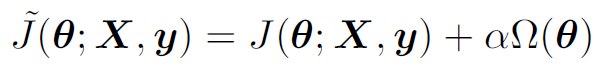 J̃(θ; X, y) = J(θ; X, y) + αΩ(θ)